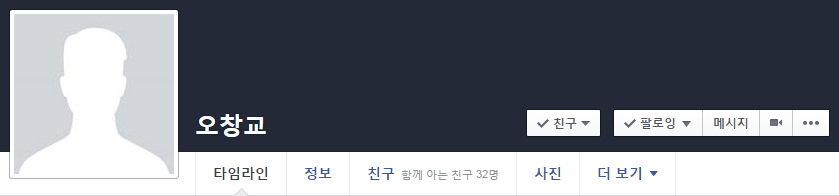 오창교
친구 팔로잉 메시지
타임라인 정보 친구 함께 아는 친구 32명 사진 더 보기